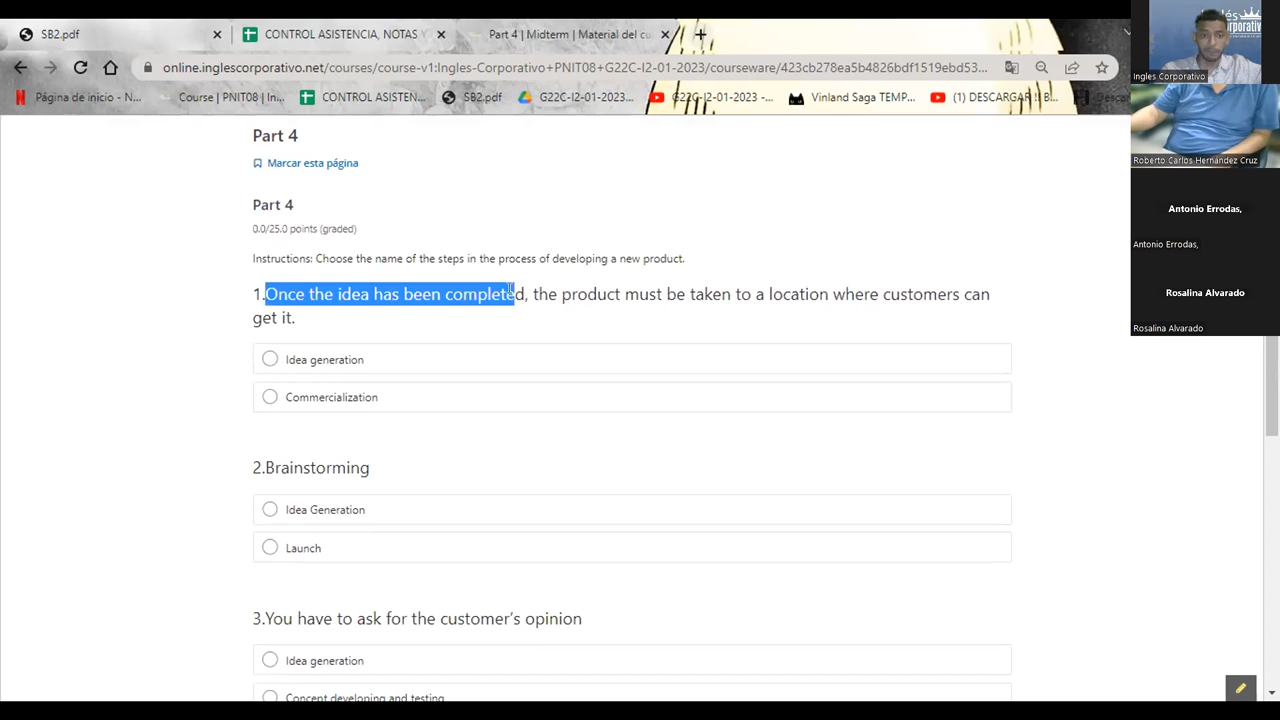 SB2.pdf
CONTROL ASISTENCIA, NOTAS
Part 4 | Midterm | Material del cu
online.inglescorporativo.net/courses/course-v1:Ingles-Corporativo+PNIT08+G22C-I2-01-2023/courseware/423cb278ea5b4826bdf1519ebd53...
Página de inicio - N...
Course | PNIT08 | In...
CONTROL ASISTEN...
SB2.pdf
G22C-I2-01-2023...
G22C-I2-01-2023 -...
Vinland Saga TEMP...
(1) DESCARGAR !! B...
Ingles Corporativo
Roberto Carlos Hernández Cruz
Antonio Errodas,
Antonio Errodas,
Rosalina Alvarado
Rosalina Alvarado
Part 4
Marcar esta página
Part 4
0.0/25.0 points (graded)
Instructions: Choose the name of the steps in the process of developing a new product.
1.Once the idea has been completed, the product must be taken to a location where customers can
get it.
Idea generation
Commercialization
2.Brainstorming
Idea Generation
Launch
3.You have to ask for the customer's opinion
Idea generation
Concept developing and testing